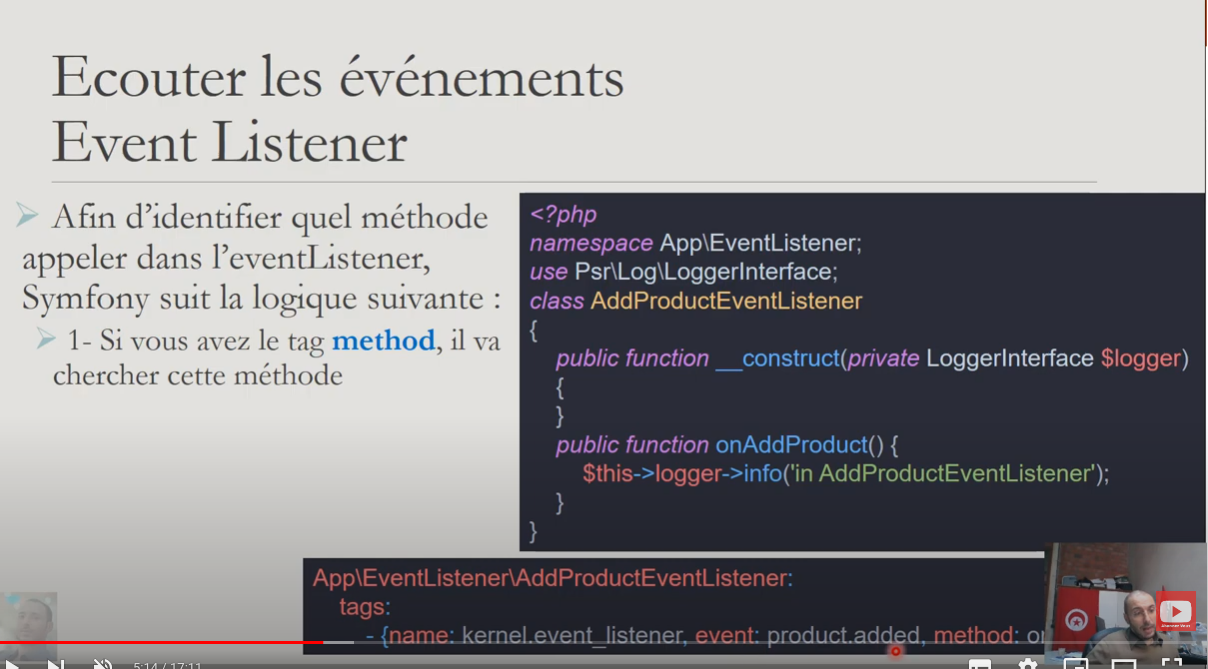 Ecouter les événements
Event Listener
Afin d’identifier quel méthode
appeler dans l’eventListener,
Symfony suit la logique suivante :
1- Si vous avez le tag method, il va
chercher cette méthode
<?php
namespace App\EventListener;
use Psr\Log\LoggerInterface;
class AddProductEventListener
{
public function __construct(private LoggerInterface $logger)
{
}
public function onAddProduct() {
$this->logger->info('in AddProductEventListener');
}
}
App\EventListener\AddProductEventListener:
tags:
- {name: kernel.event_listener, event: product.added, method: 
5:14 / 17:11